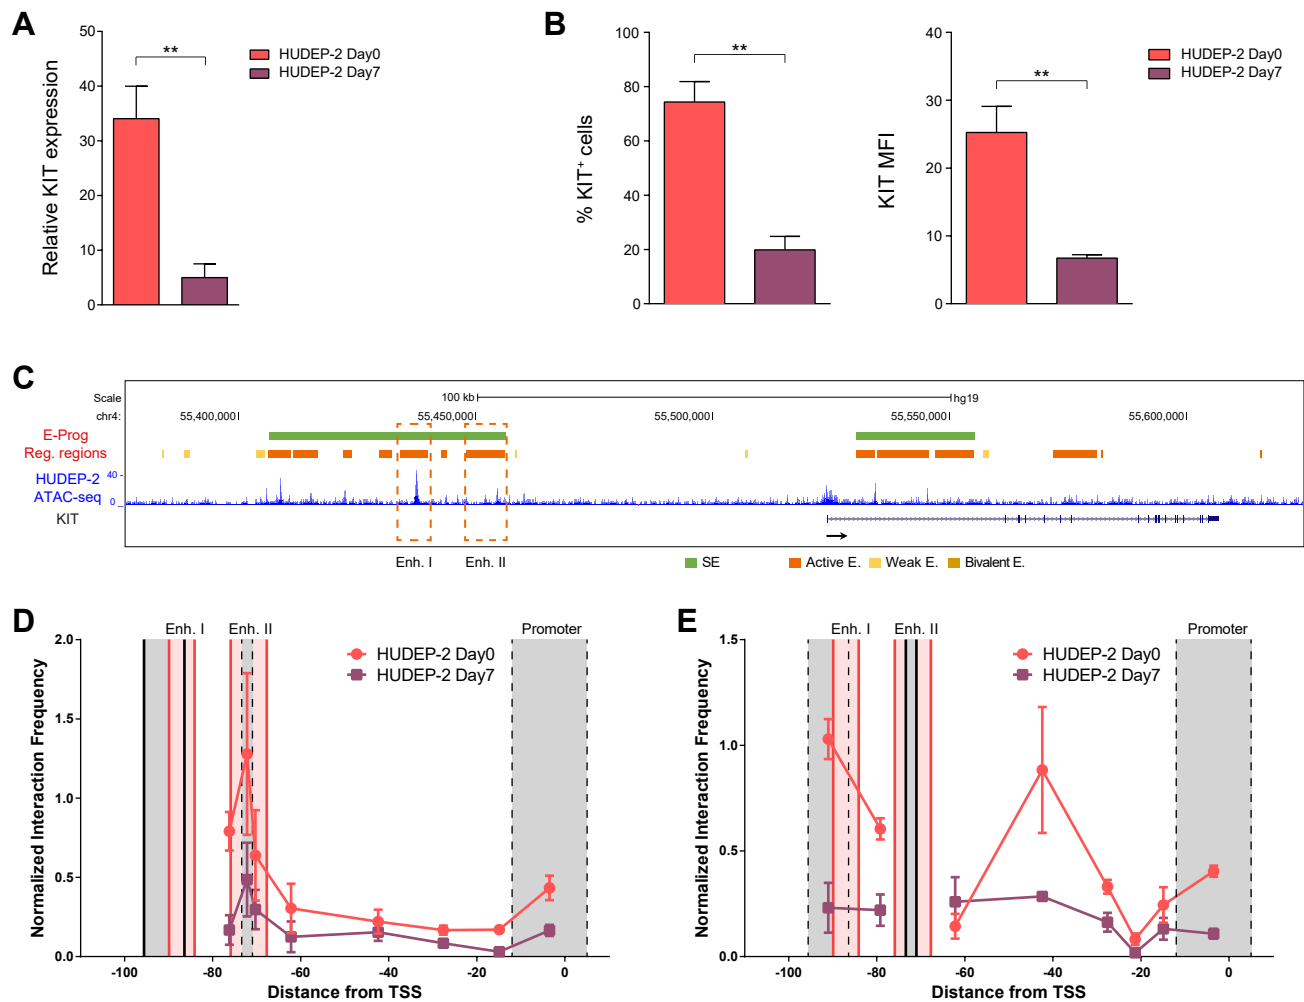 A
50
40
30
20
10
0
Relative KIT expression
**
HUDEP-2 Day0
HUDEP-2 Day7
B
100
80
60
40
20
0
% KIT+ cells
**
40
30
20
10
0
KIT MFI
**
HUDEP-2 Day0
HUDEP-2 Day7
C
Scale 100 kb hg19
chr4: 55,400,000 55,450,000 55,500,000 55,550,000 55,600,000
E-Prog
Reg. regions
HUDEP-2 40
ATAC-seq 0
KIT
Enh. I Enh. II SE Active E. Weak E. Bivalent E.
D
Enh. I Enh. II Promoter
2.0
1.5
1.0
0.5
0.0
Normalized Interaction Frequency
HUDEP-2 Day0
HUDEP-2 Day7
-100 -80 -60 -40 -20 0
Distance from TSS
E
Enh. I Enh. II Promoter
1.5
1.0
0.5
0.0
Normalized Interaction Frequency
HUDEP-2 Day0
HUDEP-2 Day7
-100 -80 -60 -40 -20 0
Distance from TSS